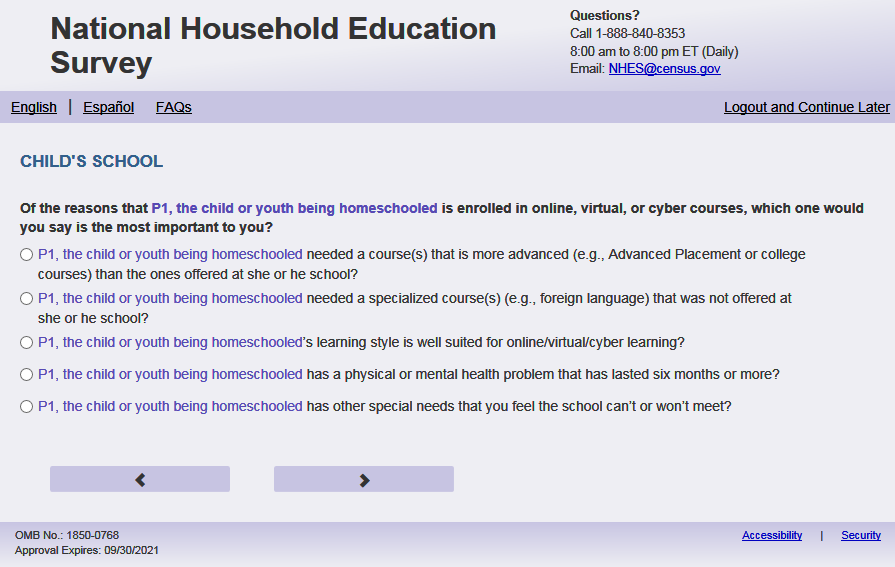 National Household Education
Survey
Questions?
Call 1-888-840-8353
8:00 am to 8:00 pm ET (Daily)
Email: NHES@census.gov
English | Español FAQs Logout and Continue Later
CHILD'S SCHOOL
Of the reasons that P1, the child or youth being homeschooled is enrolled in online, virtual, or cyber courses, which one would
you say is the most important to you?
P1, the child or youth being homeschooled needed a course(s) that is more advanced (e.g., Advanced Placement or college
courses) than the ones offered at she or he school?
P1, the child or youth being homeschooled needed a specialized course(s) (e.g., foreign language) that was not offered at
she or he school?
P1, the child or youth being homeschooled's learning style is well suited for online/virtual/cyber learning?
P1, the child or youth being homeschooled has a physical or mental health problem that has lasted six months or more?
P1, the child or youth being homeschooled has other special needs that you feel the school can't or won't meet?
OMB No.: 1850-0768
Approval Expires: 09/30/2021
Accessibility | Security